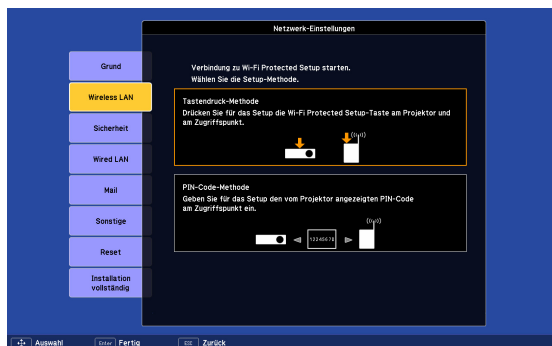 Netzwerk-Einstellungen
Grund
Wireless LAN
Sicherheit
Wired LAN
Mail
Sonstige
Reset
Installation
vollständig
Verbindung zu Wi-Fi Protected Setup starten.
Wählen Sie die Setup-Methode.
Tastendruck-Methode
Drücken Sie für das Setup die Wi-Fi Protected Setup-Taste am Projektor und
am Zugriffspunkt.
PIN-Code-Methode
Geben Sie für das Setup den vom Projektor angezeigten PIN-Code
am Zugriffspunkt ein.
12345678
Auswahl Enter Fertig ESC Zurück